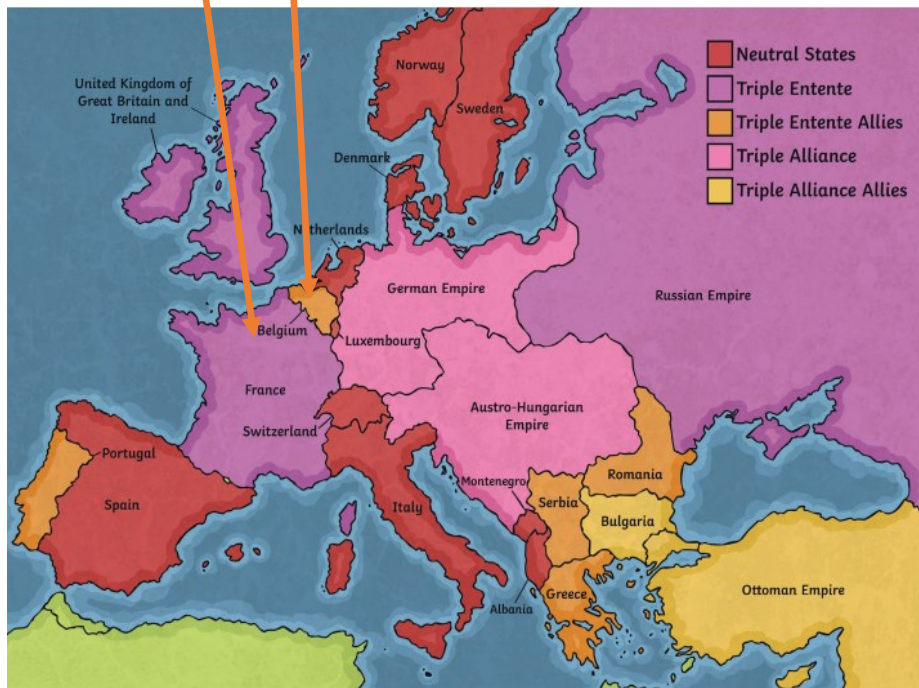 Neutral States
Triple Entente
Triple Entente Allies
Triple Alliance
Triple Alliance Allies
Norway
Sweden
United Kingdom of
Great Britain and
Ireland
Denmark
Netherlands
German Empire
Russian Empire
Belgium
Luxembourg
France
Austro-Hungarian
Empire
Switzerland
Portugal
Spain
Italy
Montenegro
Serbia
Romania
Bulgaria
Albania
Greece
Ottoman Empire